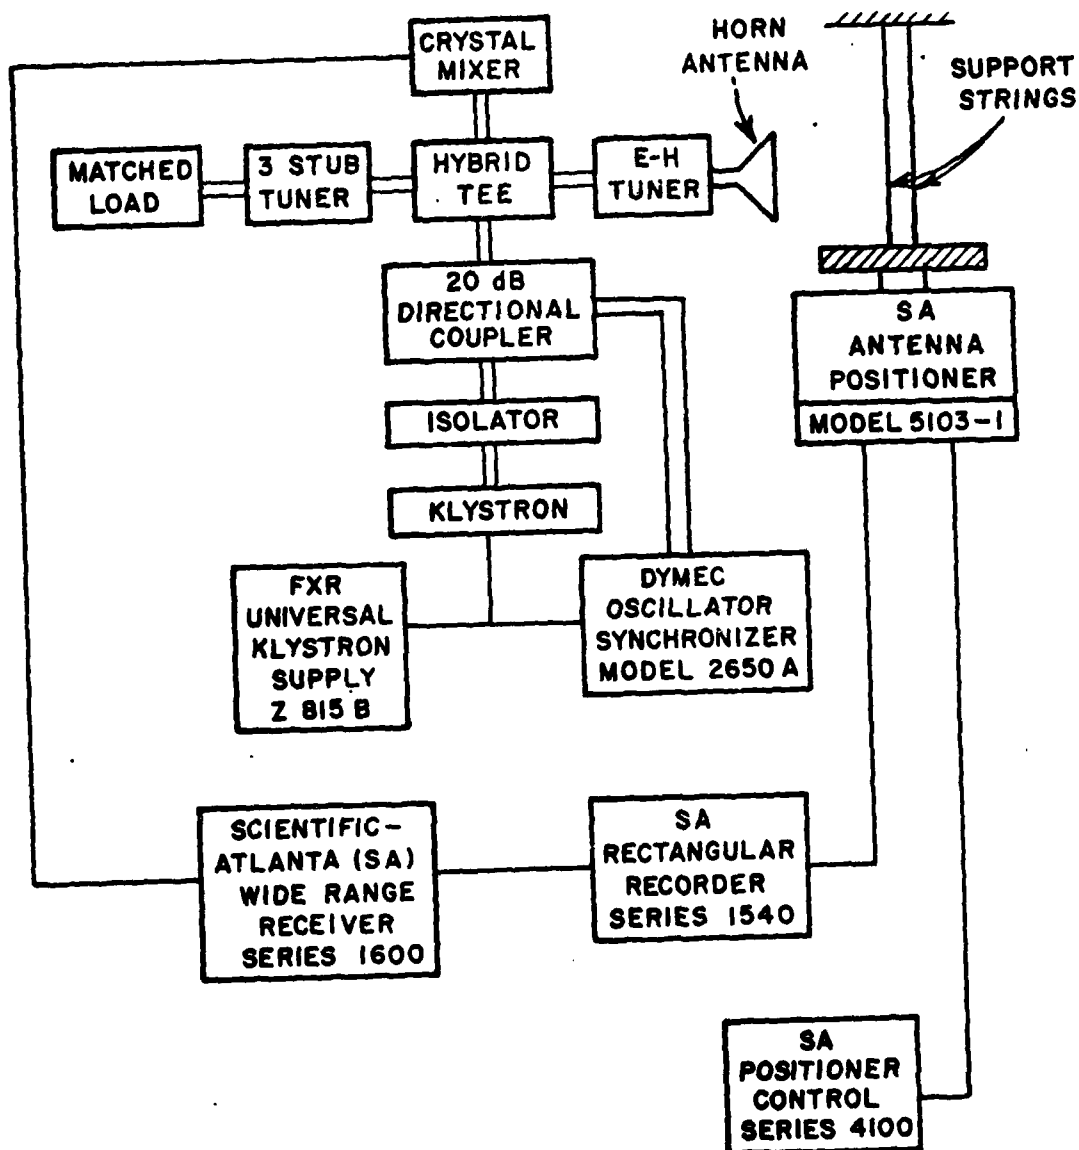 CRYSTAL
MIXER
HORN
ANTENNA
SUPPORT
STRINGS
MATCHED
LOAD
3 STUB
TUNER
HYBRID
TEE
E-H
TUNER
20 dB
DIRECTIONAL
COUPLER
SA
ANTENNA
POSITIONER
MODEL 5103-1
ISOLATOR
KLYSTRON
FXR
UNIVERSAL
KLYSTRON
SUPPLY
Z 815 B
DYMEC
OSCILLATOR
SYNCHRONIZER
MODEL 2650 A
SCIENTIFIC-
ATLANTA (SA)
WIDE RANGE
RECEIVER
SERIES 1600
SA
RECTANGULAR
RECORDER
SERIES 1540
SA
POSITIONER
CONTROL
SERIES 4100